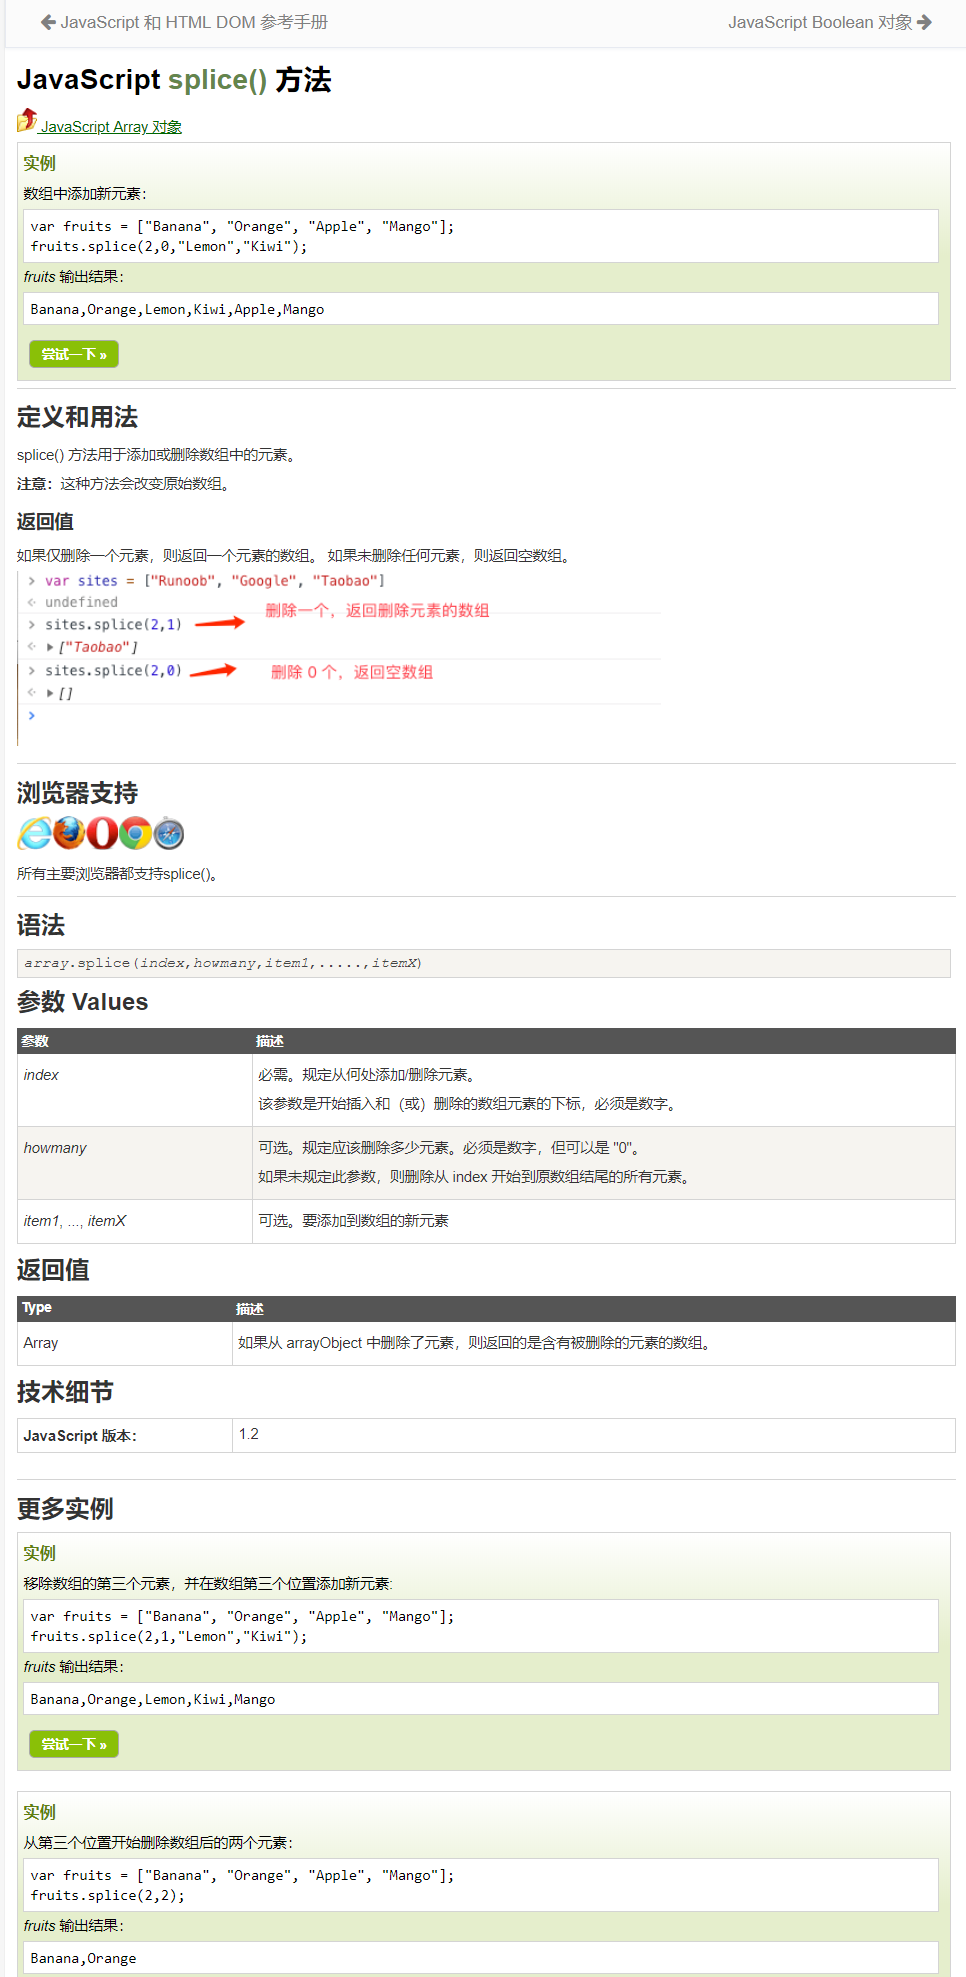 JavaScript 和 HTML DOM 参考手册
JavaScript Boolean 对象
JavaScript splice() 方法
JavaScript Array 对象
实例
数组中添加新元素：
var fruits = ["Banana", "Orange", "Apple", "Mango"];
fruits.splice(2,0,"Lemon","Kiwi");
fruits 输出结果：
Banana,Orange,Lemon,Kiwi,Apple,Mango
尝试一下 »
定义和用法
splice() 方法用于添加或删除数组中的元素。
注意：这种方法会改变原始数组。
返回值
如果仅删除一个元素，则返回一个元素的数组。 如果未删除任何元素，则返回空数组。
> var sites = ["Runoob", "Google", "Taobao"]
undefined
> sites.splice(2,1) 删除一个，返回删除元素的数组
["Taobao"]
> sites.splice(2,0) 删除 0 个，返回空数组
[]
>
浏览器支持
所有主要浏览器都支持splice()。
语法
array.splice(index,howmany,item1,.....,itemX)
参数 Values
参数 描述
index 必需。规定从何处添加/删除元素。
该参数是开始插入和（或）删除的数组元素的下标，必须是数字。
howmany 可选。规定应该删除多少元素。必须是数字，但可以是 "0"。
如果未规定此参数，则删除从 index 开始到原数组结尾的所有元素。
item1, ..., itemX 可选。要添加到数组的新元素
返回值
Type 描述
Array 如果从 arrayObject 中删除了元素，则返回的是含有被删除的元素的数组。
技术细节
JavaScript 版本： 1.2
更多实例
实例
移除数组的第三个元素，并在数组第三个位置添加新元素:
var fruits = ["Banana", "Orange", "Apple", "Mango"];
fruits.splice(2,1,"Lemon","Kiwi");
fruits 输出结果：
Banana,Orange,Lemon,Kiwi,Mango
尝试一下 »
实例
从第三个位置开始删除数组后的两个元素：
var fruits = ["Banana", "Orange", "Apple", "Mango"];
fruits.splice(2,2);
fruits 输出结果：
Banana,Orange